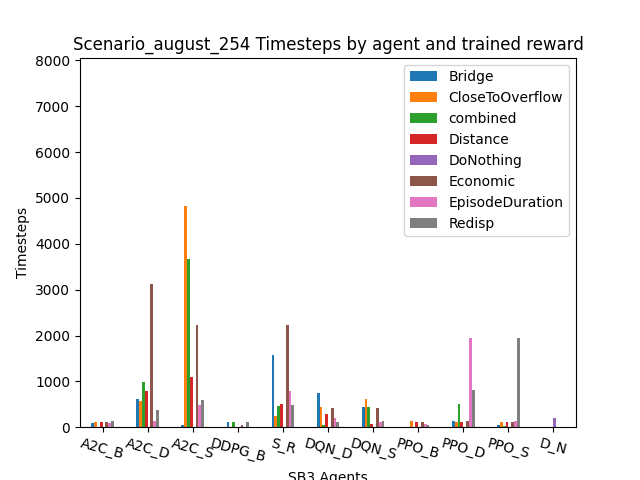 Scenario_august_254 Timesteps by agent and trained reward
8000
7000
6000
5000
4000
3000
2000
1000
0
Timesteps
Bridge
CloseToOverflow
combined
Distance
DoNothing
Economic
EpisodeDuration
Redisp
A2C_B A2C_D A2C_S DDPG_B S_R DQN_D DQN_S PPO_B PPO_D PPO_S D_N
SB3 Agents